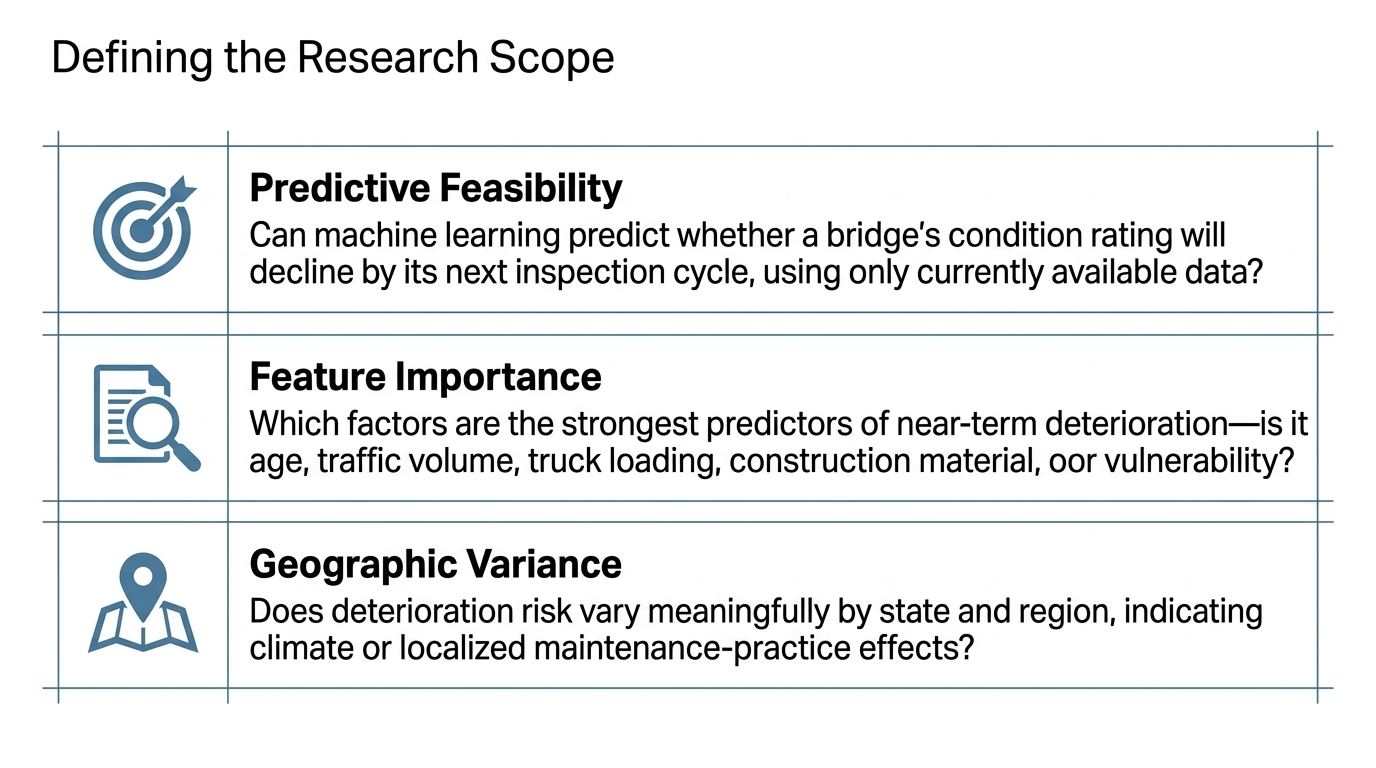 Defining the Research Scope
Predictive Feasibility
Can machine learning predict whether a bridge's condition rating will
decline by its next inspection cycle, using only currently available data?
Feature Importance
Which factors are the strongest predictors of near-term deterioration—is it
age, traffic volume, truck loading, construction material, oor vulnerability?
Geographic Variance
Does deterioration risk vary meaningfully by state and region, indicating
climate or localized maintenance-practice effects?